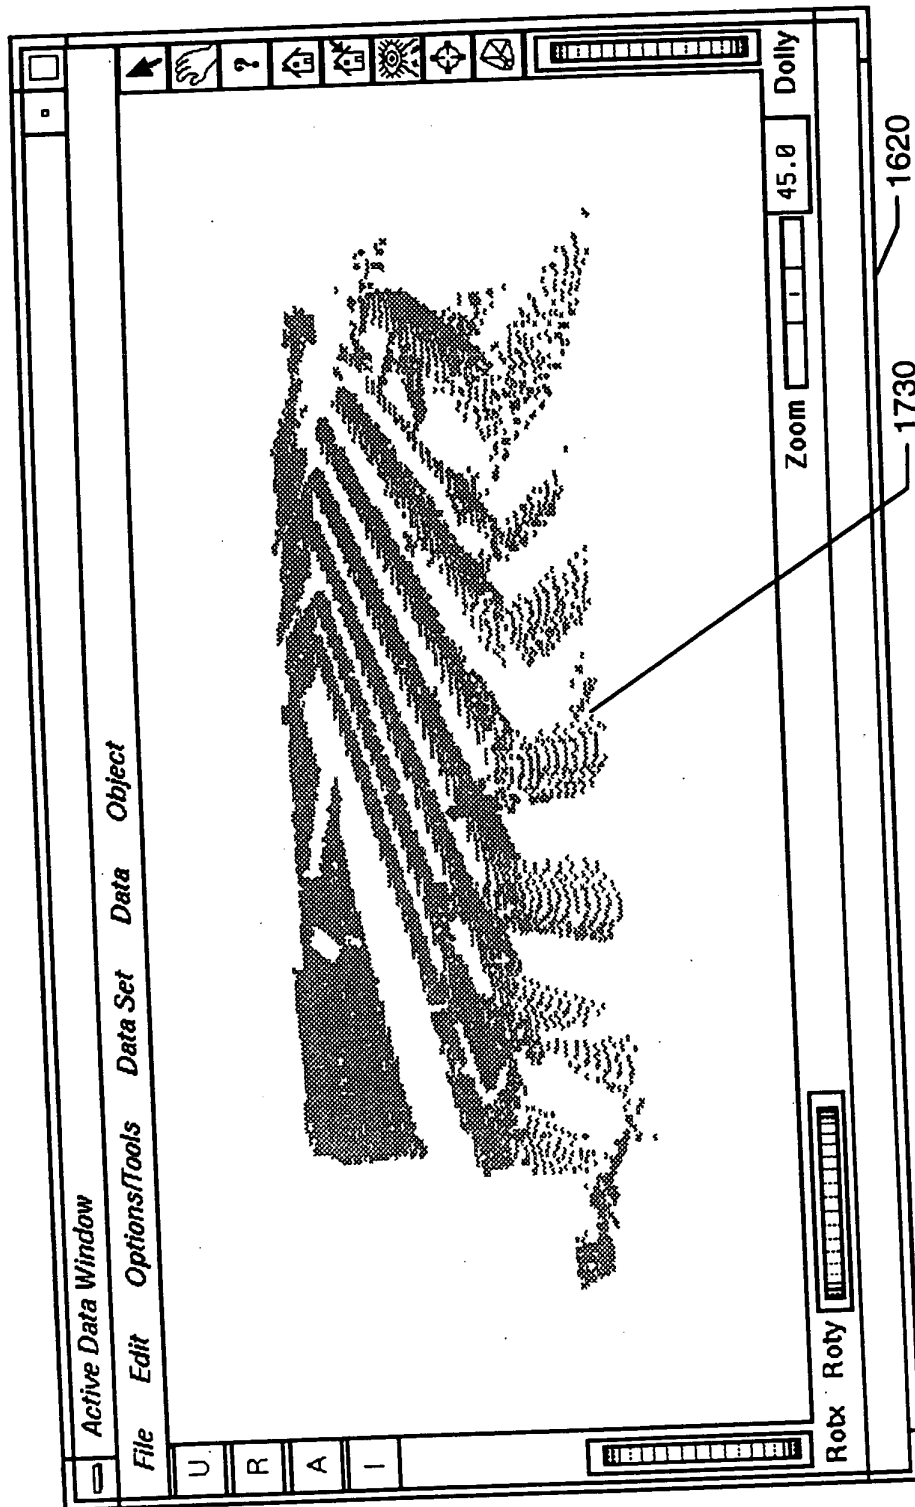 Active Data Window
File Edit Options/Tools Data Set Data Object
U
R
A
I
?
Rotx Roty
Zoom 45.0 Dolly
1730
1620